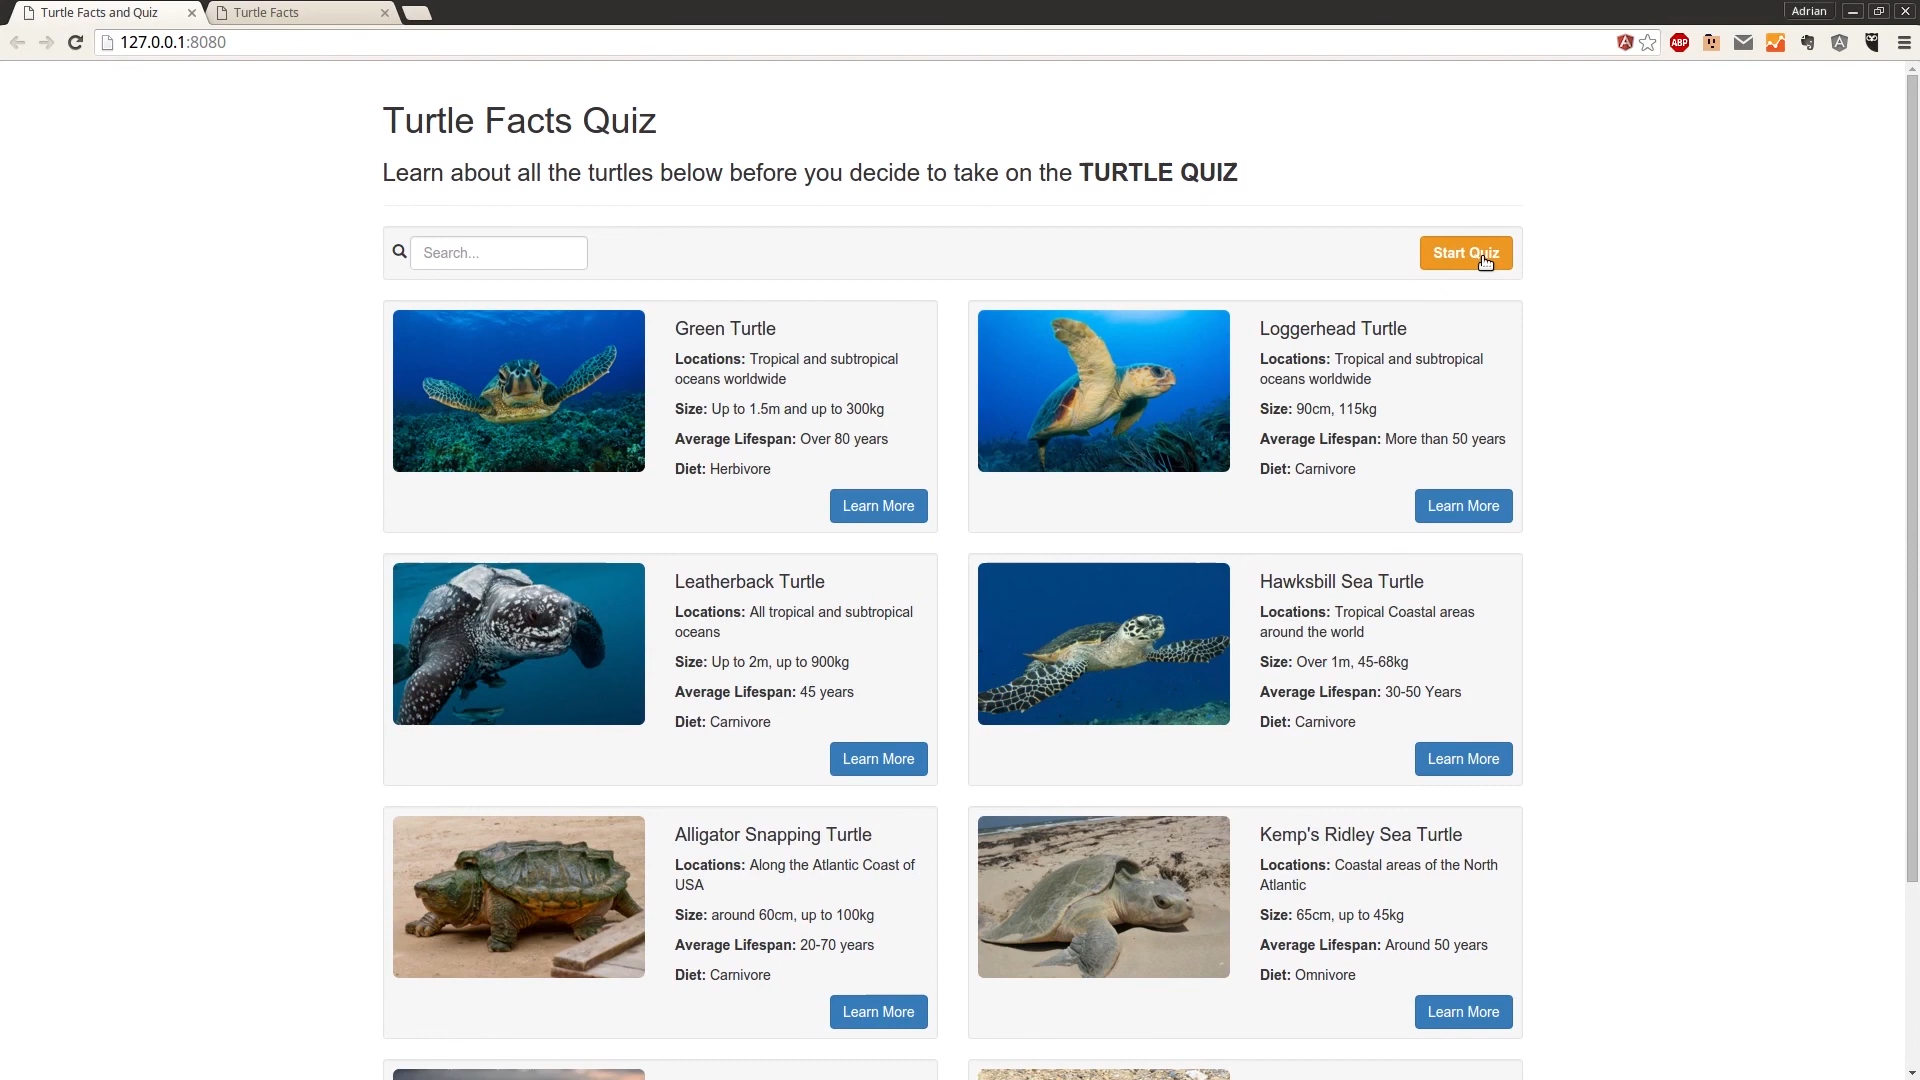 Turtle Facts and Quiz
Turtle Facts
Adrian
127.0.0.1:8080
ABP
Turtle Facts Quiz
Learn about all the turtles below before you decide to take on the TURTLE QUIZ
Search...
Start Quiz
Green Turtle
Locations: Tropical and subtropical
oceans worldwide
Size: Up to 1.5m and up to 300kg
Average Lifespan: Over 80 years
Diet: Herbivore
Learn More
Loggerhead Turtle
Locations: Tropical and subtropical
oceans worldwide
Size: 90cm, 115kg
Average Lifespan: More than 50 years
Diet: Carnivore
Learn More
Leatherback Turtle
Locations: All tropical and subtropical
oceans
Size: Up to 2m, up to 900kg
Average Lifespan: 45 years
Diet: Carnivore
Learn More
Hawksbill Sea Turtle
Locations: Tropical Coastal areas
around the world
Size: Over 1m, 45-68kg
Average Lifespan: 30-50 Years
Diet: Carnivore
Learn More
Alligator Snapping Turtle
Locations: Along the Atlantic Coast of
USA
Size: around 60cm, up to 100kg
Average Lifespan: 20-70 years
Diet: Carnivore
Learn More
Kemp's Ridley Sea Turtle
Locations: Coastal areas of the North
Atlantic
Size: 65cm, up to 45kg
Average Lifespan: Around 50 years
Diet: Omnivore
Learn More